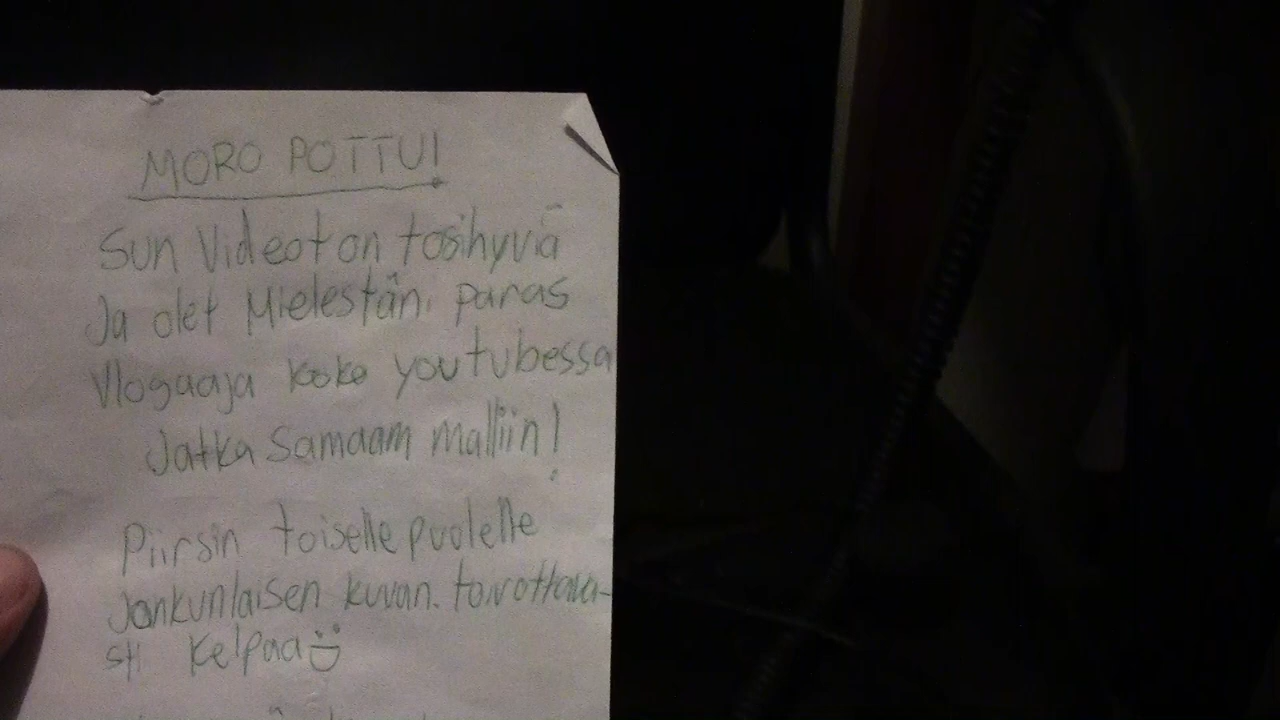 MORO POTTU!
Sun Videot on tosihyviä
Ja olet Mielestäni paras
Vlogaaja koko youtubessa
Jatka Samaam malliin!
Piirsin toiselle puolelle
Jonkunlaisen kuvan. toivottava-
sti kelpaa